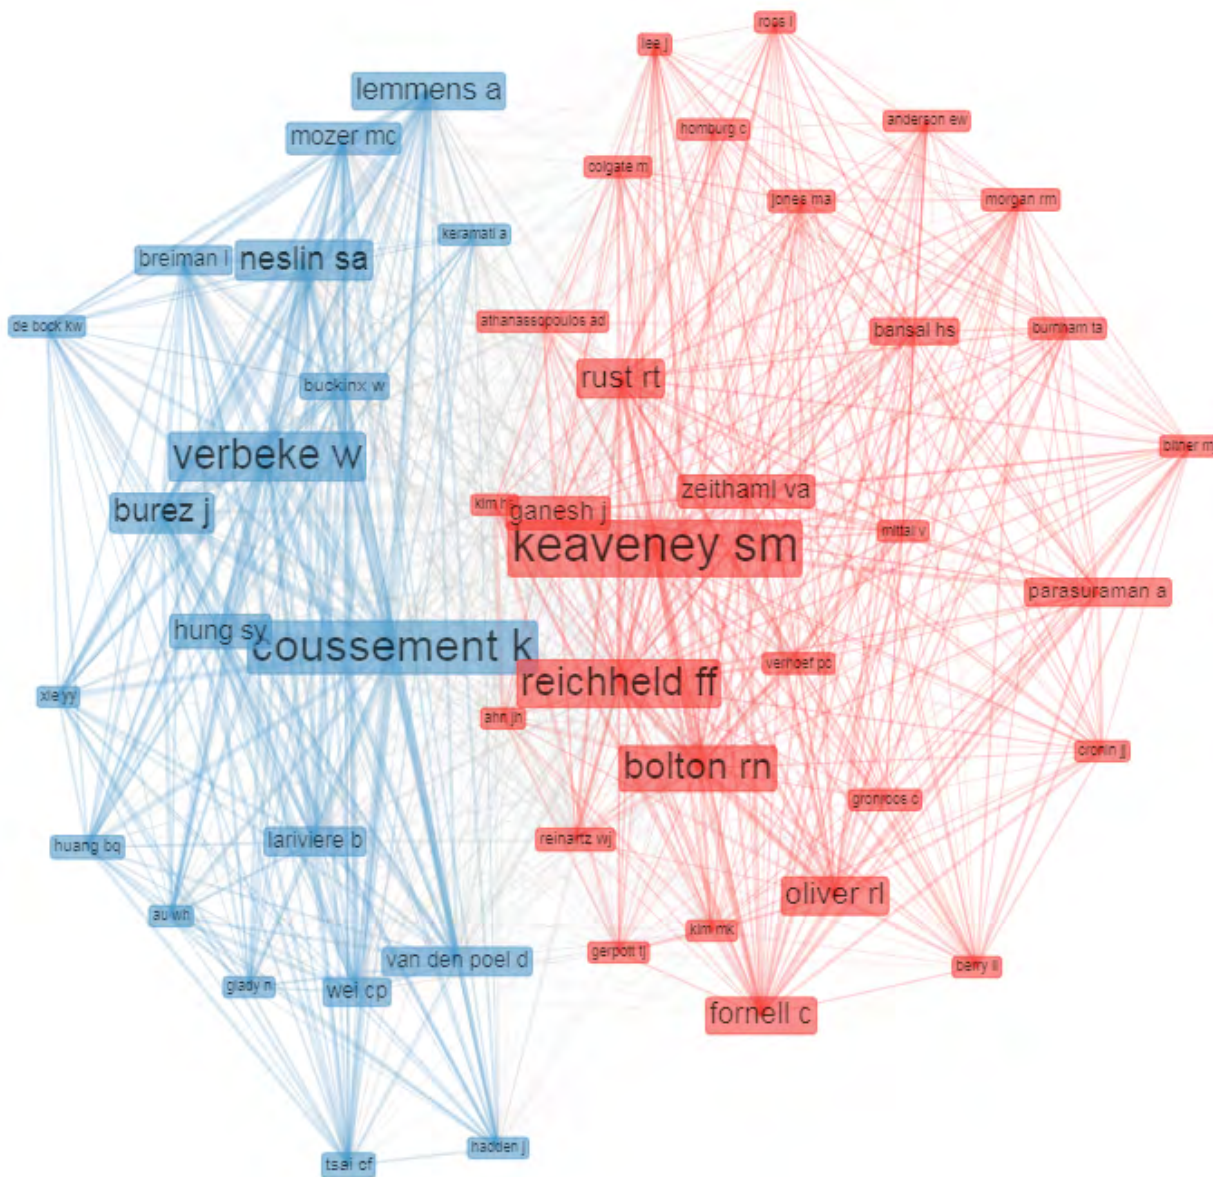 roos i
lee j
lemmens a
anderson ew
homburg c
mozer mc
colgate m
jones ma
morgan rm
keramati a
breiman l
neslin sa
athanassopoulos ad
de bock kw
bansal hs
burnham ta
rust rt
buckinx w
bitner m
verbeke w
zeithaml va
kim h
ganesh j
burez j
mittal v
keaveney sm
parasuraman a
hung sy
coussement k
verhoef pc
reichheld ff
xie yy
ahn jh
cronin jj
bolton rn
gronroos c
reinartz wj
lariviere b
huang bq
oliver rl
au wh
kim mk
gerpott tj
van den poel d
berry ll
glady n
wei cp
fornell c
hadden j
tsai cf